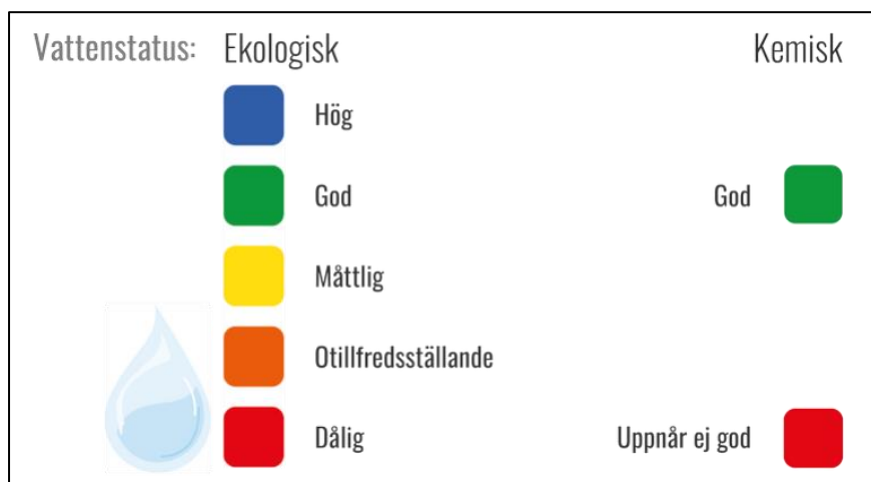 Vattenstatus: Ekologisk Kemisk
Hög
God God
Måttlig
Otillfredsställande
Dålig Uppnår ej god